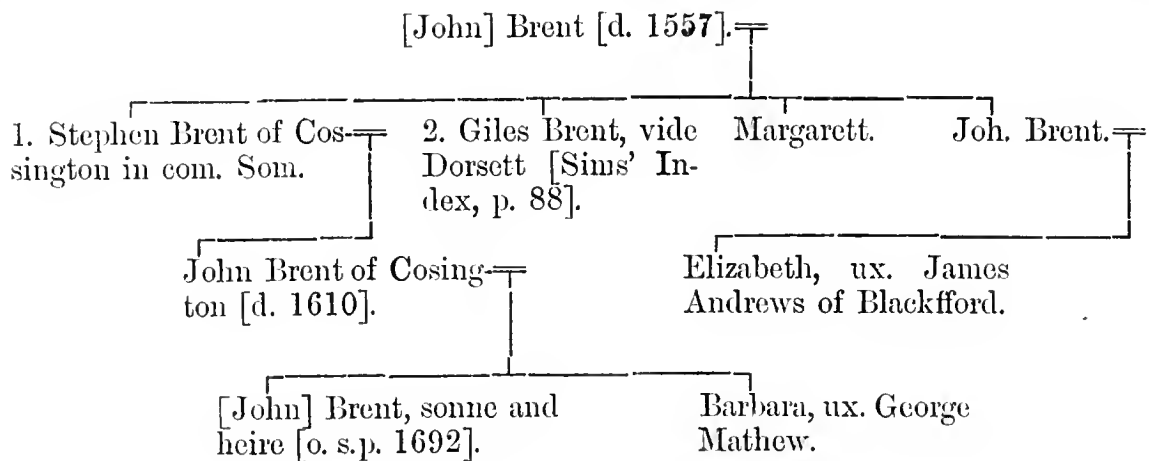 [John] Brent [d. 1557].
1. Stephen Brent of Cos-
sington in com. Som.
2. Giles Brent, vide
Dorsett [Sims' In-
dex, p. 88].
Margarett.
Joh. Brent.
John Brent of Cosing-
ton [d. 1610].
Elizabeth, ux. James
Andrews of Blackfford.
[John] Brent, sonne and
heire [o. s.p. 1692].
Barbara, ux. George
Mathew.